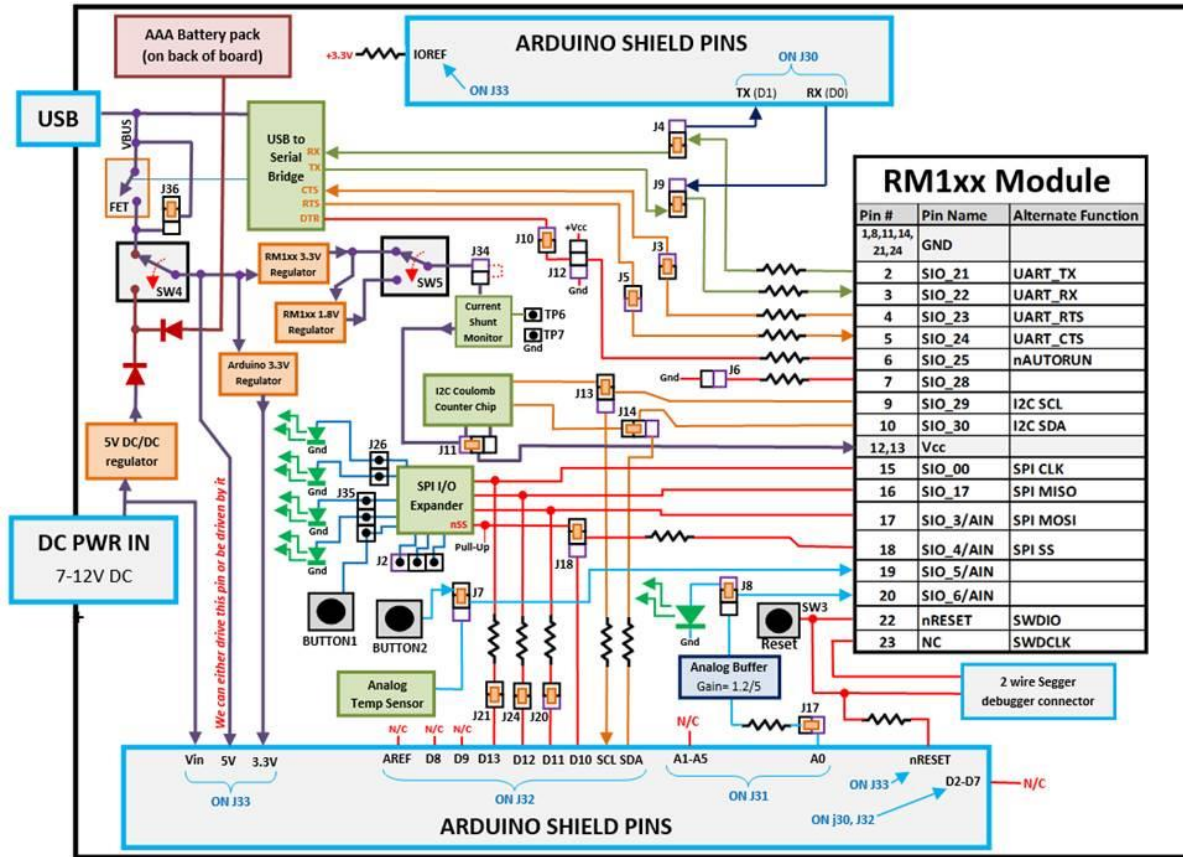 AAA Battery pack
(on back of board)
ARDUINO SHIELD PINS
+3.3V
IOREF
ON J33
ON J30
TX (D1)
RX (D0)
USB
VBUS
USB to
Serial
Bridge
RX
TX
CTS
RTS
DTR
J4
J9
FET
J36
SW4
RM1xx 3.3V
Regulator
RM1xx 1.8V
Regulator
SW5
J34
Current
Shunt
Monitor
TP6
TP7
Gnd
J10
+Vcc
J12
Gnd
J3
J5
Gnd
J6
Arduino 3.3V
Regulator
I2C Coulomb
Counter Chip
J11
J13
J14
5V DC/DC
regulator
DC PWR IN
7-12V DC
We can either drive this pin or be driven by it
Gnd
Gnd
Gnd
Gnd
J26
J35
SPI I/O
Expander
nSS
Pull-Up
J2
J18
BUTTON1
BUTTON2
J7
Analog
Temp Sensor
J8
Gnd
SW3
Reset
Analog Buffer
Gain= 1.2/5
J17
2 wire Segger
debugger connector
J21
J24
J20
RM1xx Module
Pin # Pin Name Alternate Function
1,8,11,14,
21,24 GND
2 SIO_21 UART_TX
3 SIO_22 UART_RX
4 SIO_23 UART_RTS
5 SIO_24 UART_CTS
6 SIO_25 nAUTORUN
7 SIO_28
9 SIO_29 I2C SCL
10 SIO_30 I2C SDA
12,13 Vcc
15 SIO_00 SPI CLK
16 SIO_17 SPI MISO
17 SIO_3/AIN SPI MOSI
18 SIO_4/AIN SPI SS
19 SIO_5/AIN
20 SIO_6/AIN
22 nRESET SWDIO
23 NC SWDCLK
N/C N/C N/C N/C
Vin 5V 3.3V
AREF D8 D9 D13 D12 D11 D10 SCL SDA
A1-A5 A0
nRESET
D2-D7
N/C
ON J33
ON J32
ON J31
ON J33
ON j30, J32
ARDUINO SHIELD PINS